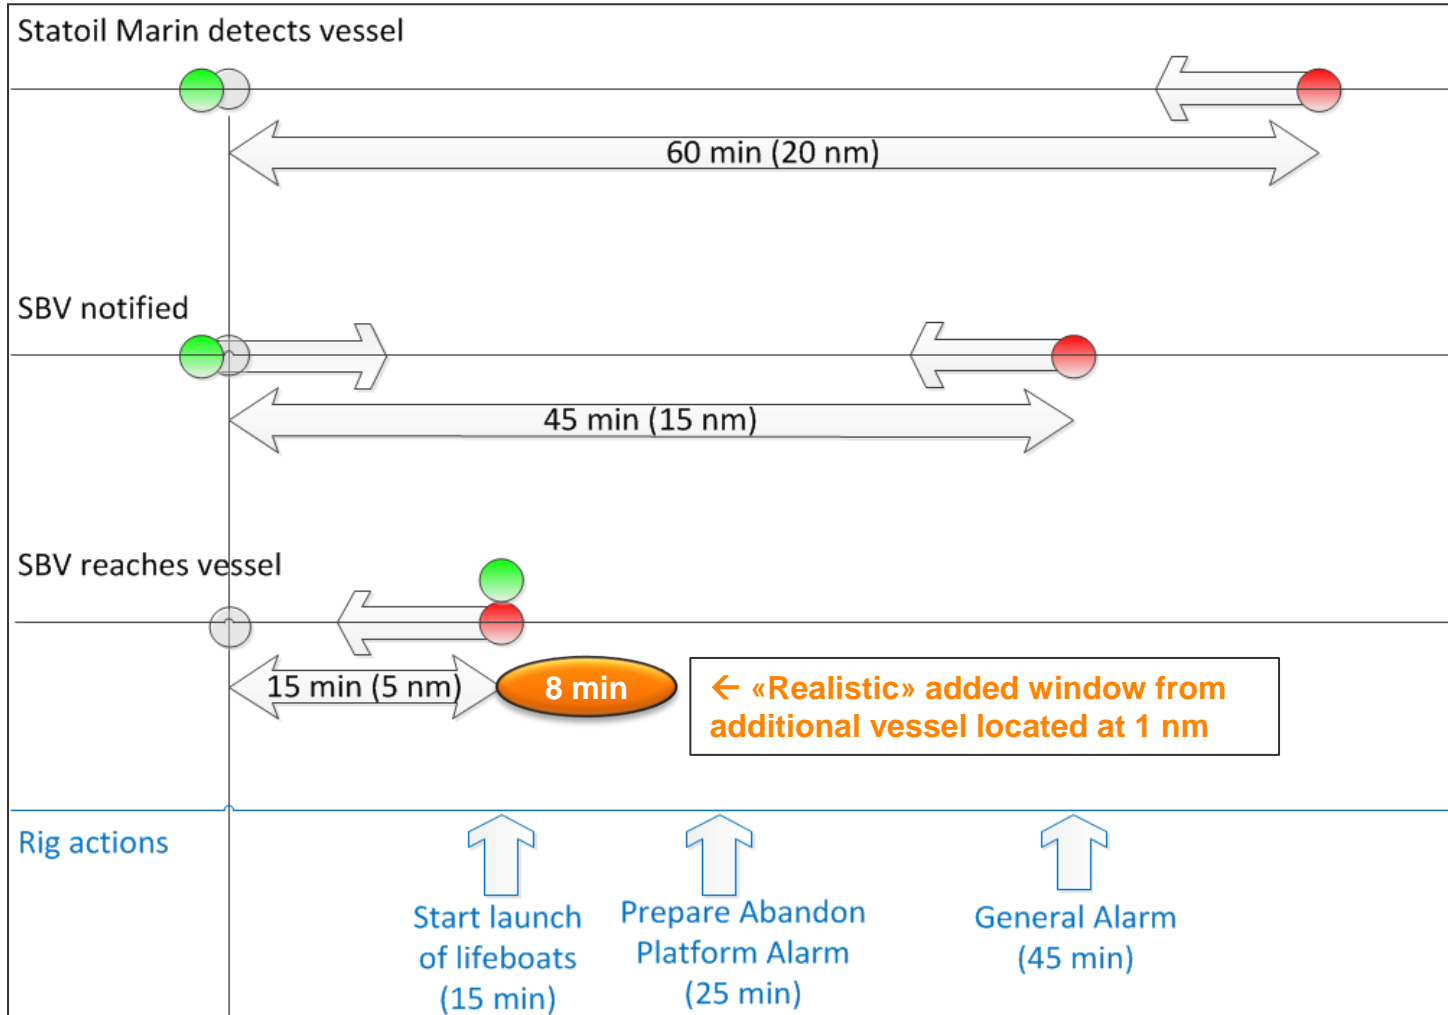 Statoil Marin detects vessel
60 min (20 nm)
SBV notified
45 min (15 nm)
SBV reaches vessel
15 min (5 nm)
8 min
← «Realistic» added window from
additional vessel located at 1 nm
Rig actions
Start launch
of lifeboats
(15 min)
Prepare Abandon
Platform Alarm
(25 min)
General Alarm
(45 min)